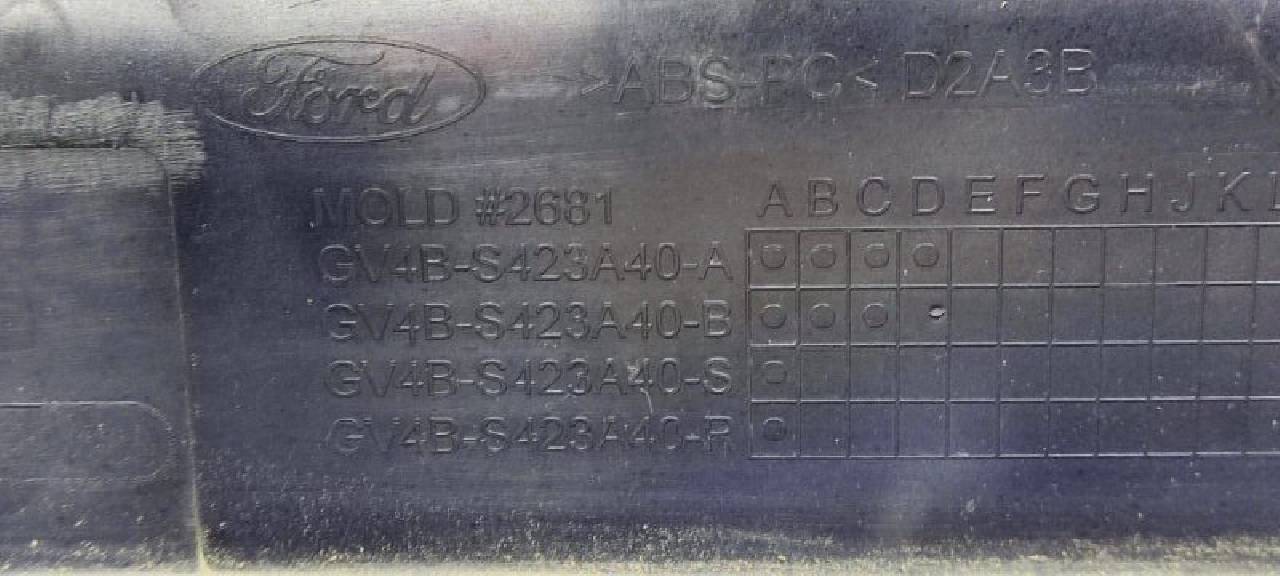 Ford >ABS-PC< D2A3B
MOLD #2681 A B C D E F G H J K L
GV4B-S423A40-A
GV4B-S423A40-B
GV4B-S423A40-S
GV4B-S423A40-R